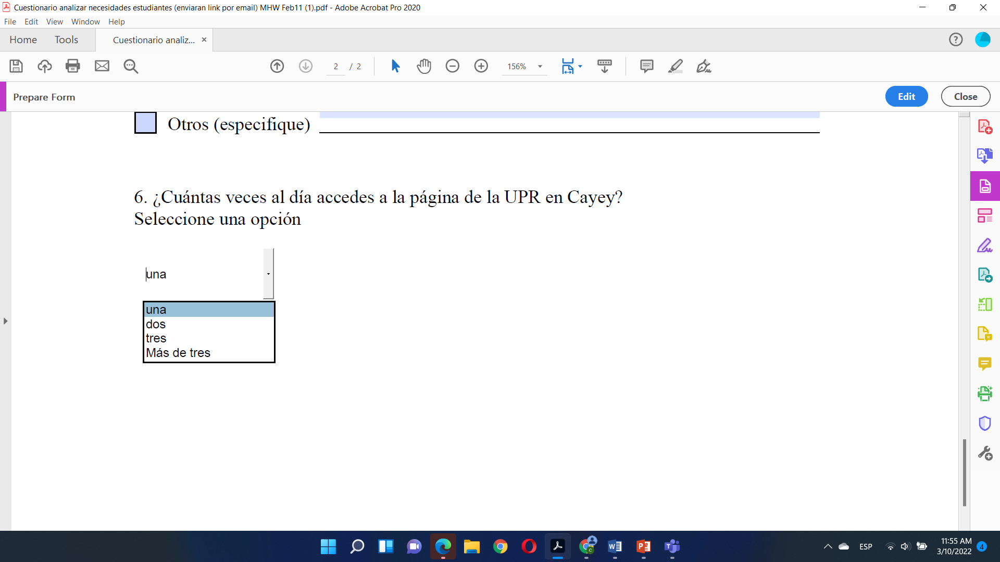 Cuestionario analizar necesidades estudiantes (enviaran link por email) MHW Feb11 (1).pdf - Adobe Acrobat Pro 2020
File Edit View Window Help
Home Tools Cuestionario analiz...
2 / 2 156%
Prepare Form Edit Close
Otros (especifique)
6. ¿Cuántas veces al día accedes a la página de la UPR en Cayey?
Seleccione una opción
una
una
dos
tres
Más de tres
11:55 AM
ESP
3/10/2022 4